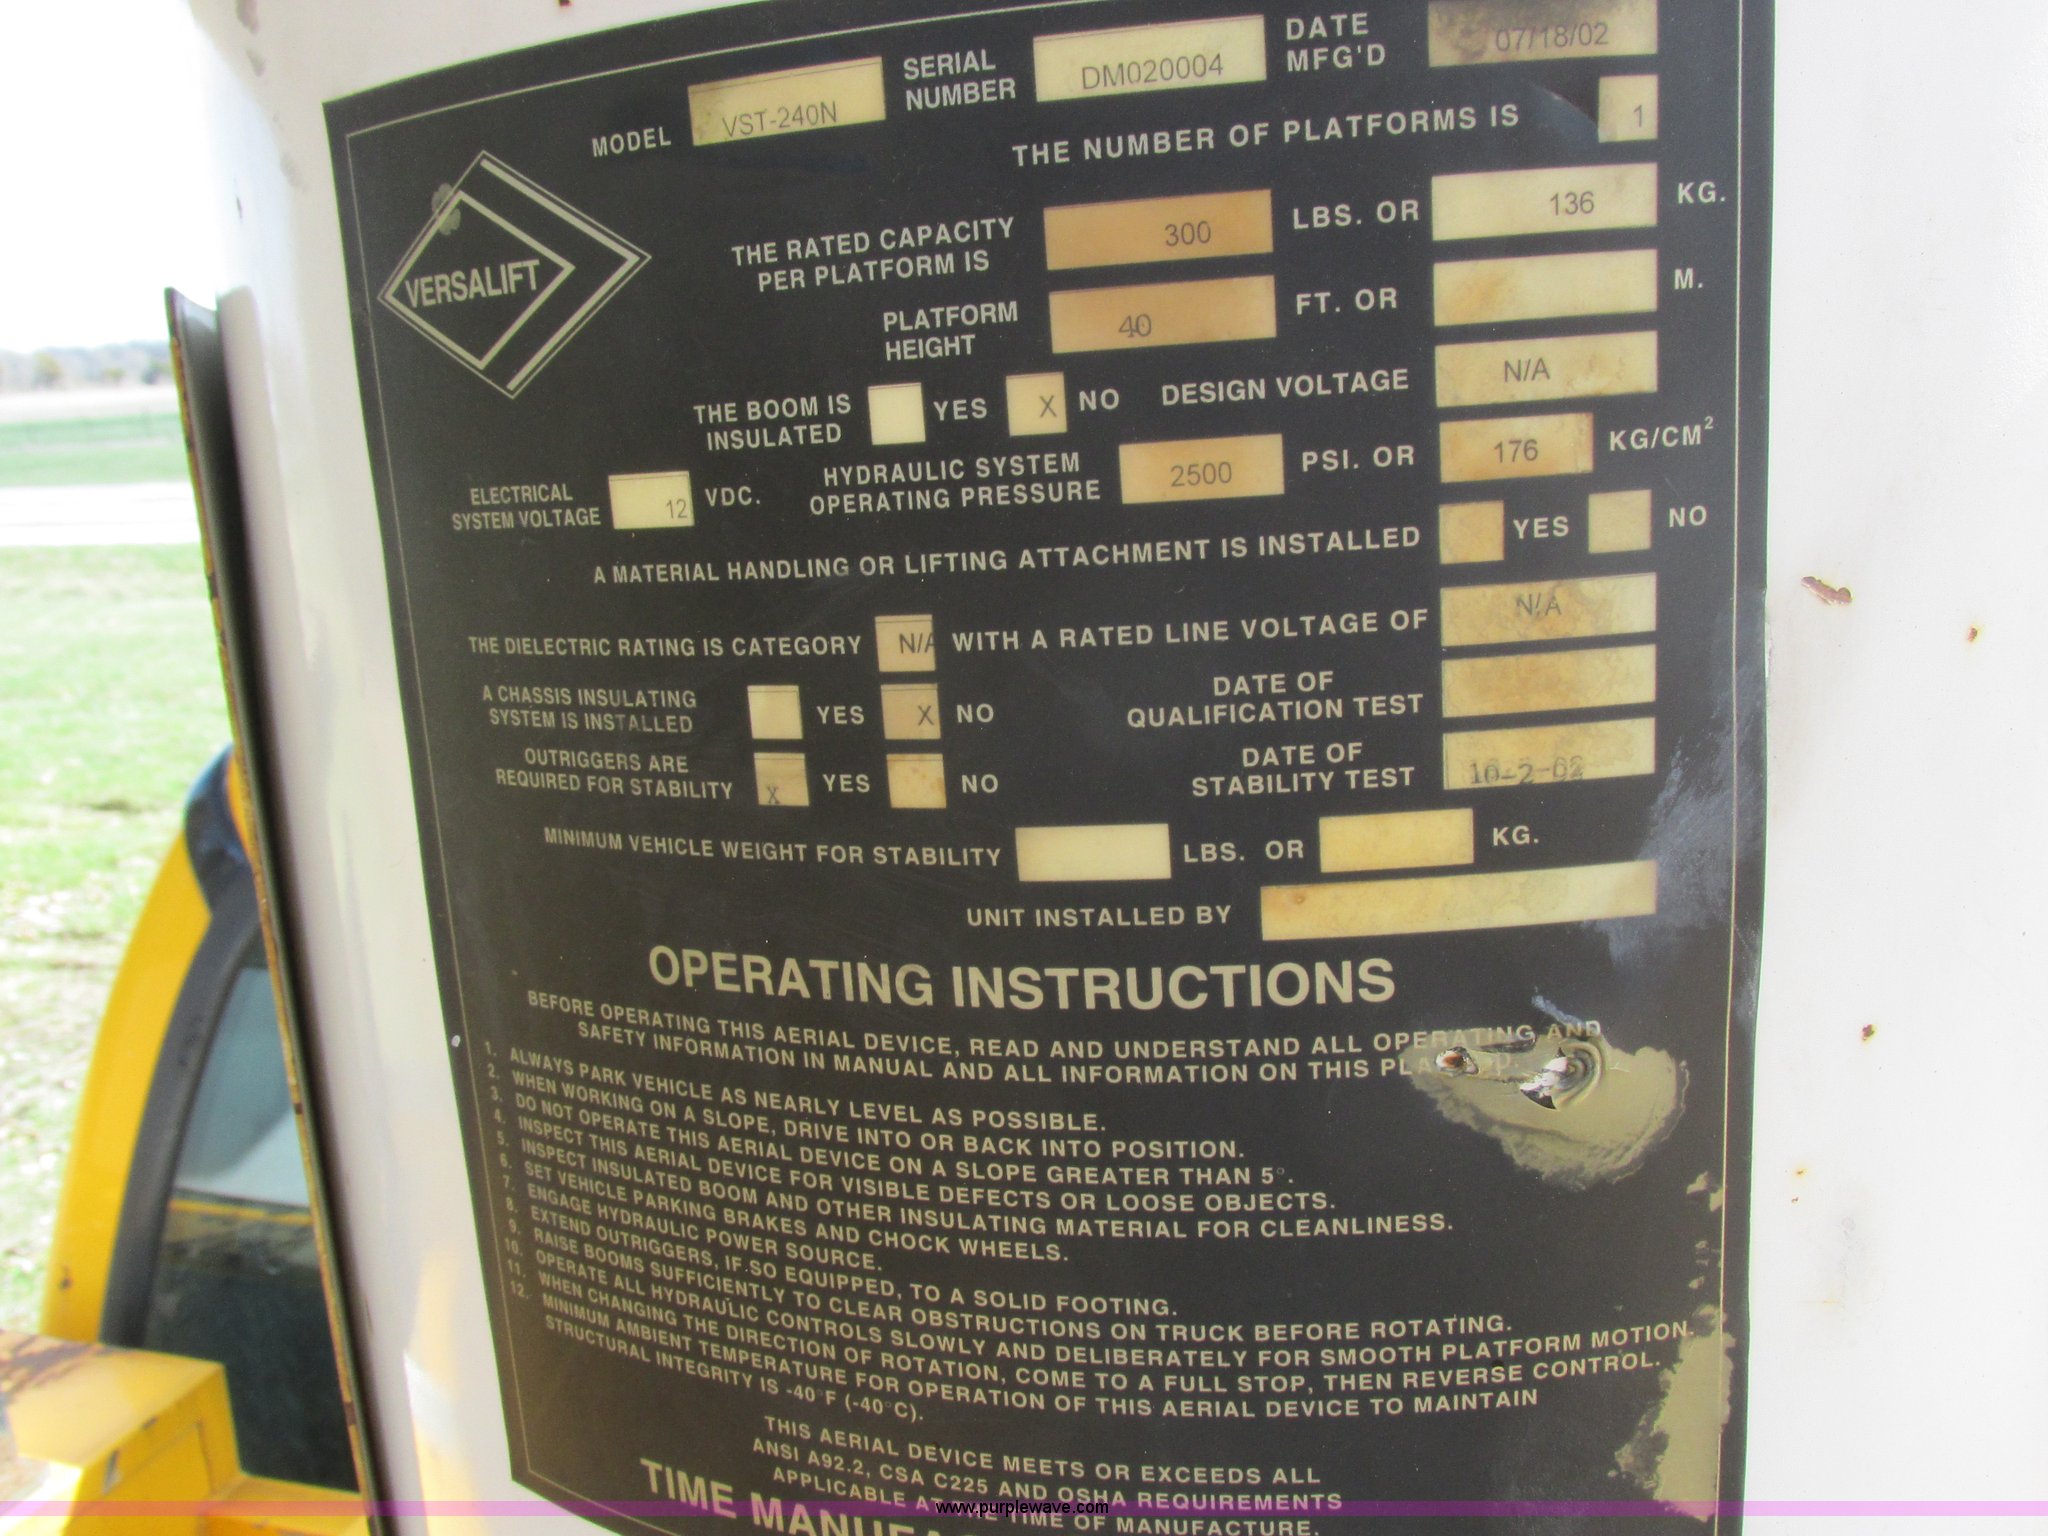 MODEL VST-240N SERIAL NUMBER DM020004 DATE MFG'D 07/18/02
THE NUMBER OF PLATFORMS IS 1
VERSALIFT
THE RATED CAPACITY
PER PLATFORM IS 300 LBS. OR 136 KG.
PLATFORM
HEIGHT 40 FT. OR M.
THE BOOM IS
INSULATED YES X NO DESIGN VOLTAGE N/A
ELECTRICAL
SYSTEM VOLTAGE 12 VDC. HYDRAULIC SYSTEM
OPERATING PRESSURE 2500 PSI. OR 176 KG/CM²
A MATERIAL HANDLING OR LIFTING ATTACHMENT IS INSTALLED YES NO
THE DIELECTRIC RATING IS CATEGORY N/A WITH A RATED LINE VOLTAGE OF N/A
A CHASSIS INSULATING
SYSTEM IS INSTALLED YES X NO
DATE OF
QUALIFICATION TEST
OUTRIGGERS ARE
REQUIRED FOR STABILITY X YES NO
DATE OF
STABILITY TEST 10-2-02
MINIMUM VEHICLE WEIGHT FOR STABILITY LBS. OR KG.
UNIT INSTALLED BY
OPERATING INSTRUCTIONS
BEFORE OPERATING THIS AERIAL DEVICE, READ AND UNDERSTAND ALL OPERATING AND
SAFETY INFORMATION IN MANUAL AND ALL INFORMATION ON THIS
1. ALWAYS PARK VEHICLE AS NEARLY LEVEL AS POSSIBLE.
2. WHEN WORKING ON A SLOPE, DRIVE INTO OR BACK INTO POSITION.
3. DO NOT OPERATE THIS AERIAL DEVICE ON A SLOPE GREATER THAN 5°.
4. INSPECT THIS AERIAL DEVICE FOR VISIBLE DEFECTS OR LOOSE OBJECTS.
5. INSPECT INSULATED BOOM AND OTHER INSULATING MATERIAL FOR CLEANLINESS.
6. SET VEHICLE PARKING BRAKES AND CHOCK WHEELS.
7. ENGAGE HYDRAULIC POWER SOURCE.
8. EXTEND OUTRIGGERS, IF SO EQUIPPED, TO A SOLID FOOTING.
9. RAISE BOOMS SUFFICIENTLY TO CLEAR OBSTRUCTIONS ON TRUCK BEFORE ROTATING.
10. OPERATE ALL HYDRAULIC CONTROLS SLOWLY AND DELIBERATELY FOR SMOOTH PLATFORM MOTION.
11. WHEN CHANGING THE DIRECTION OF ROTATION, COME TO A FULL STOP, THEN REVERSE CONTROL.
12. MINIMUM AMBIENT TEMPERATURE FOR OPERATION OF THIS AERIAL DEVICE TO MAINTAIN
STRUCTURAL INTEGRITY IS -40°F (-40°C).
THIS AERIAL DEVICE MEETS OR EXCEEDS ALL
ANSI A92.2, CSA C225 AND OSHA REQUIREMENTS
APPLICABLE AT THE TIME OF MANUFACTURE.
TIME
www.purplewave.com